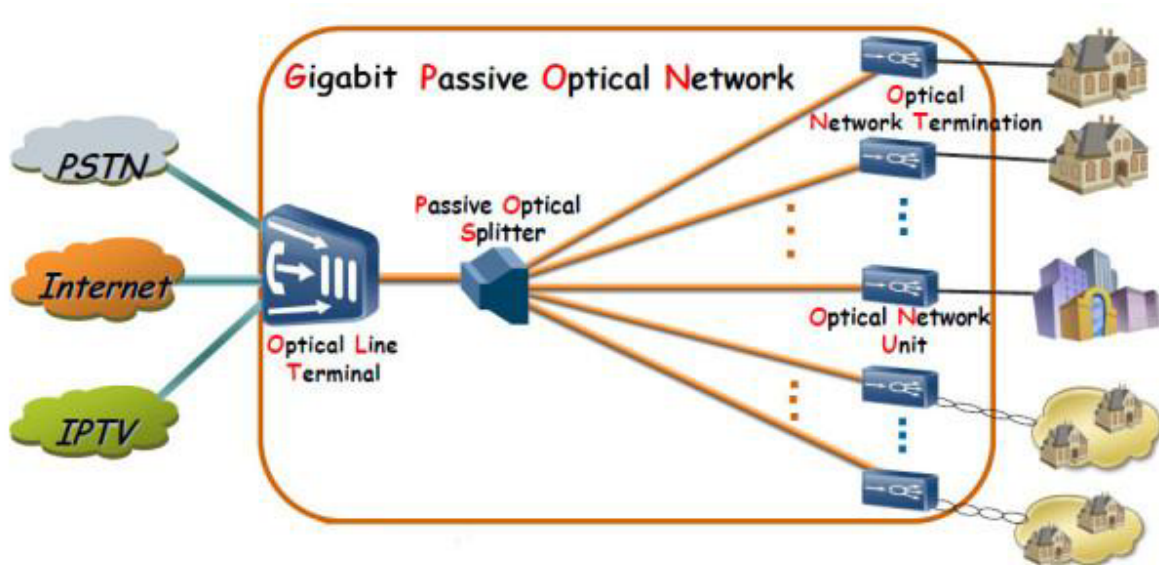 Gigabit Passive Optical Network
PSTN
Internet
IPTV
Optical Line
Terminal
Passive Optical
Splitter
Optical
Network Termination
Optical Network
Unit